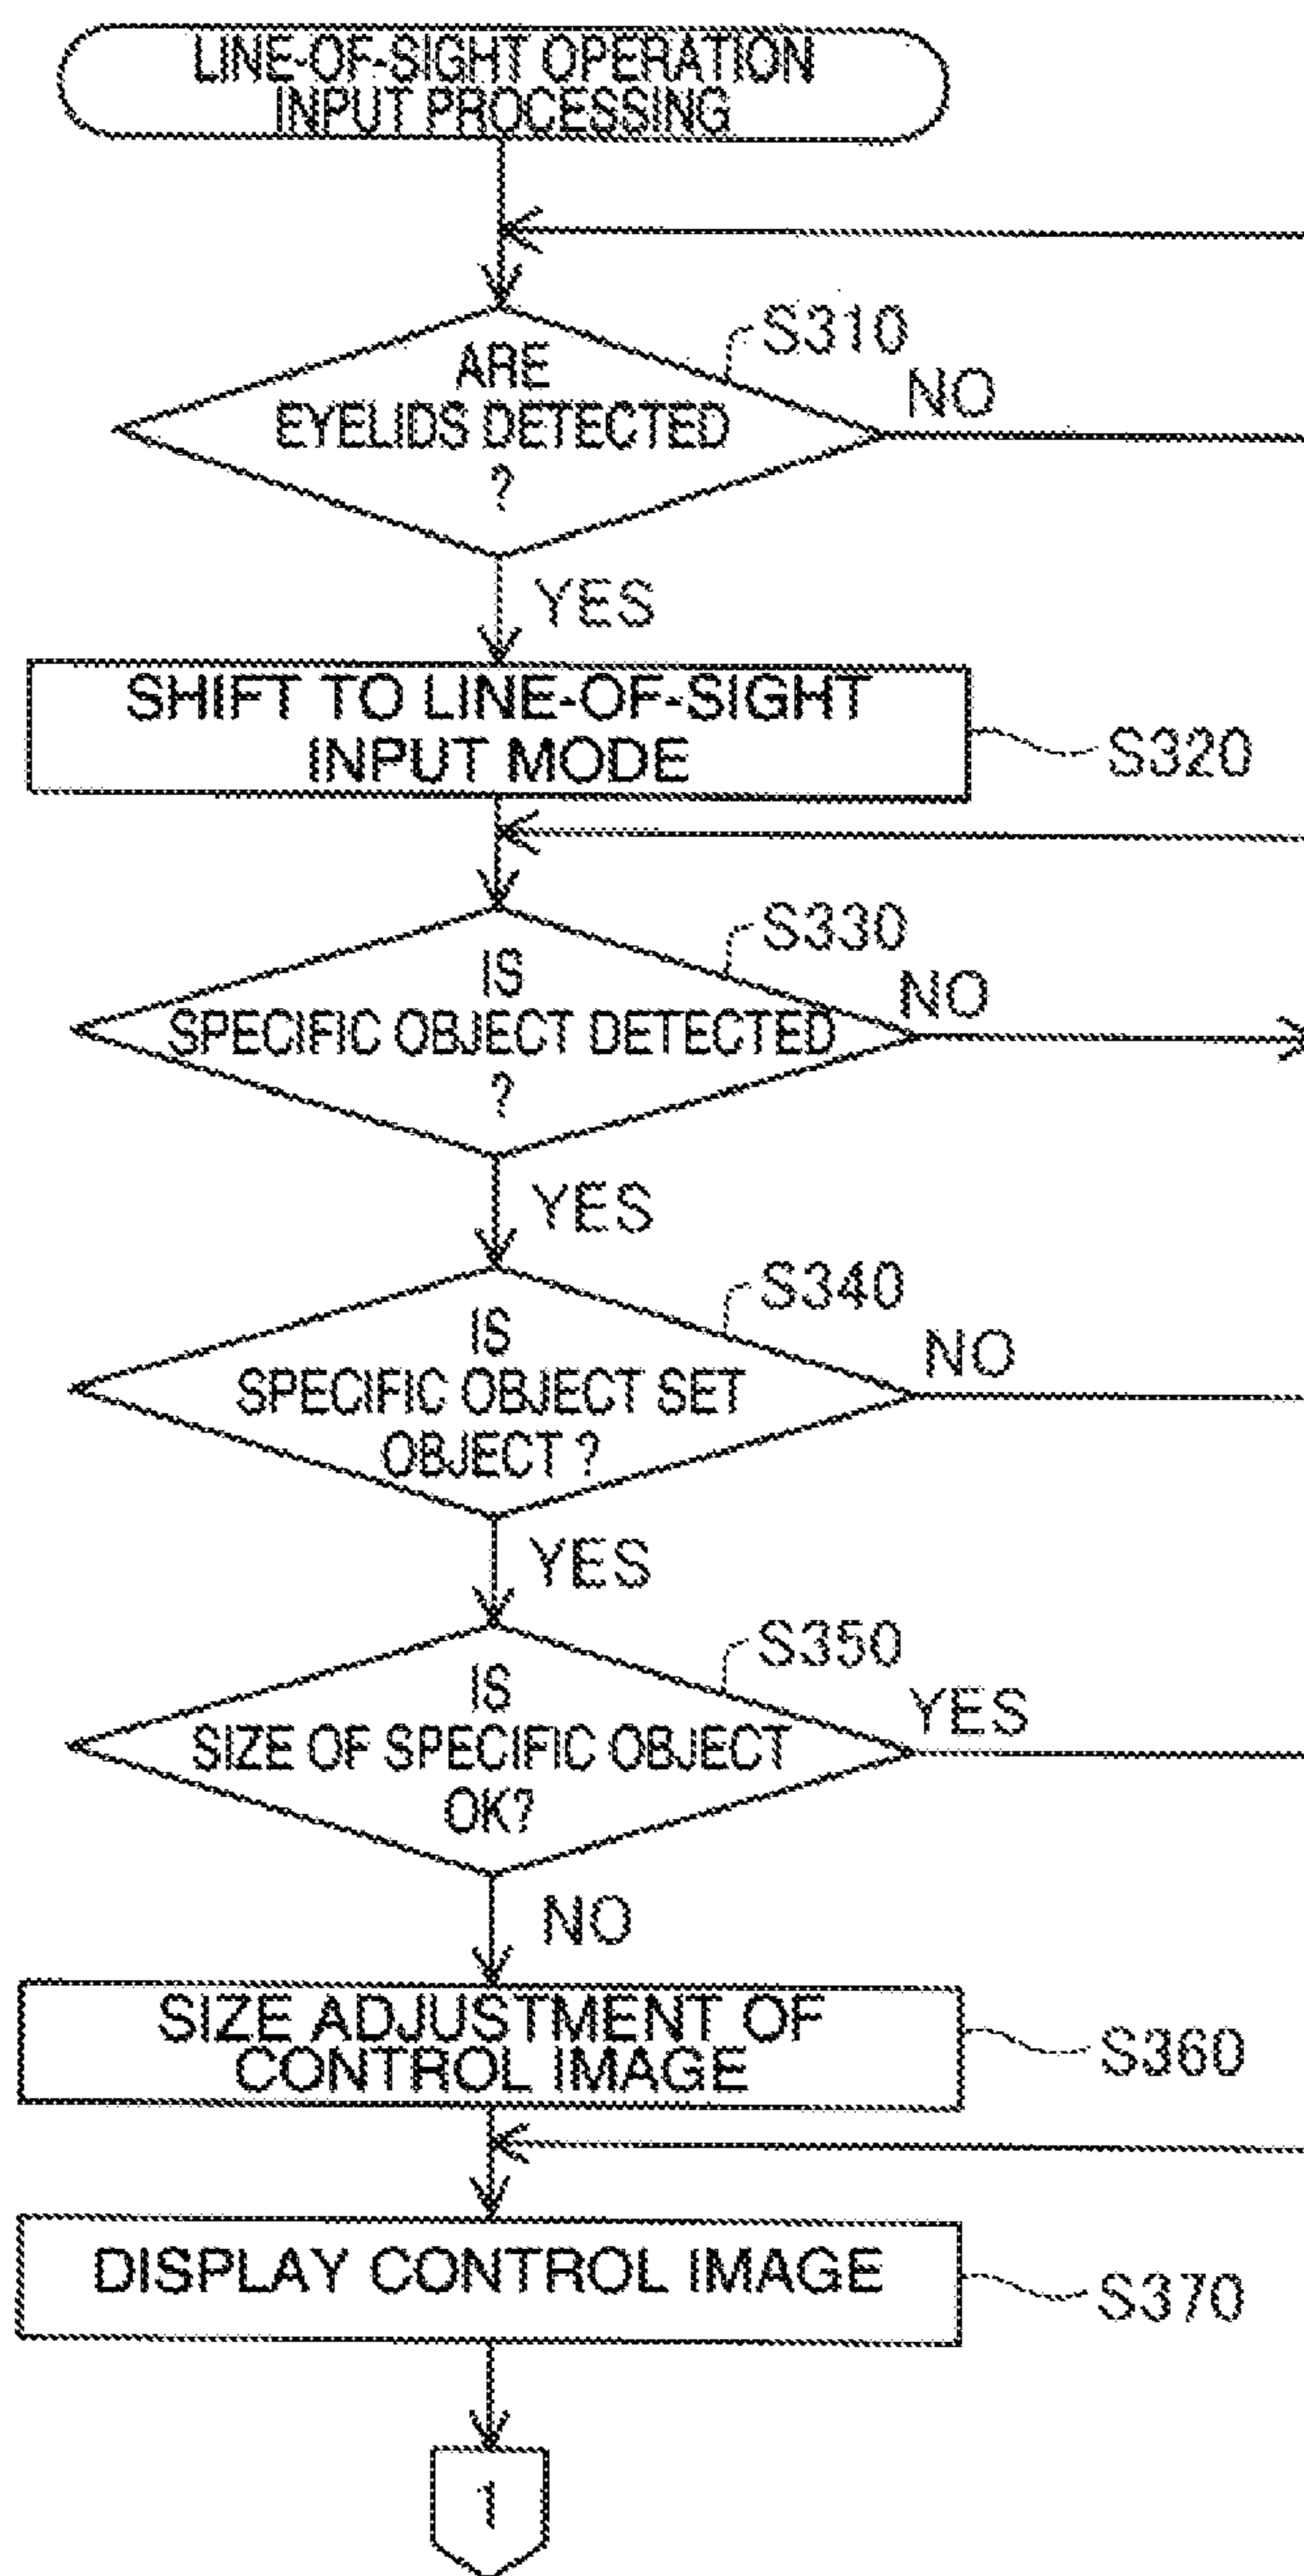 LINE-OF-SIGHT OPERATION
INPUT PROCESSING
S310
ARE
EYELIDS DETECTED
?
NO
YES
SHIFT TO LINE-OF-SIGHT
INPUT MODE
S320
S330
IS
SPECIFIC OBJECT DETECTED
?
NO
YES
S340
IS
SPECIFIC OBJECT SET
OBJECT ?
NO
YES
S350
IS
SIZE OF SPECIFIC OBJECT
OK?
YES
NO
SIZE ADJUSTMENT OF
CONTROL IMAGE
S360
DISPLAY CONTROL IMAGE
S370
1